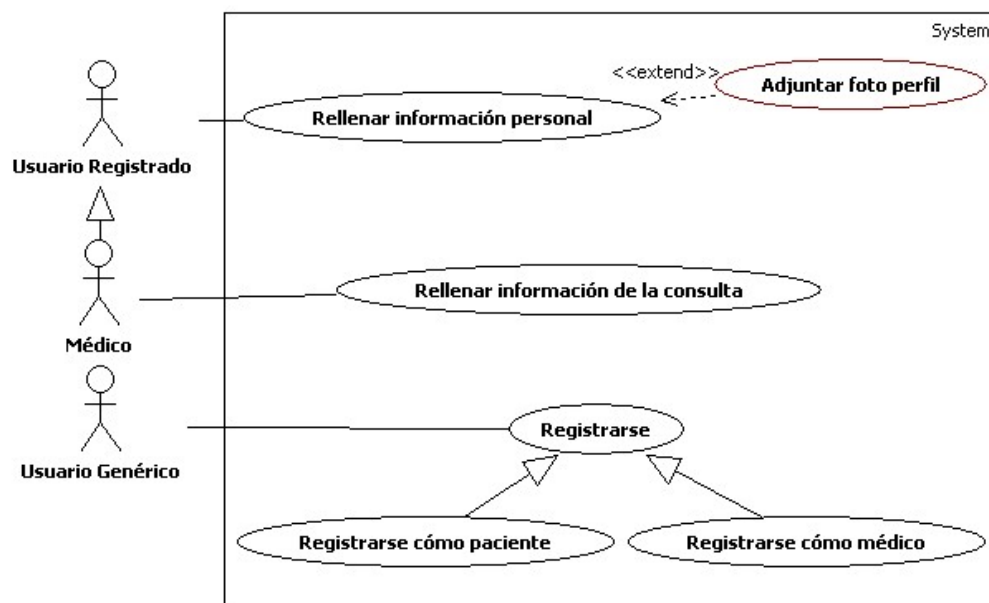 System
<<extend>>
Adjuntar foto perfil
Rellenar información personal
Usuario Registrado
Rellenar información de la consulta
Médico
Registrarse
Usuario Genérico
Registrarse cómo paciente
Registrarse cómo médico